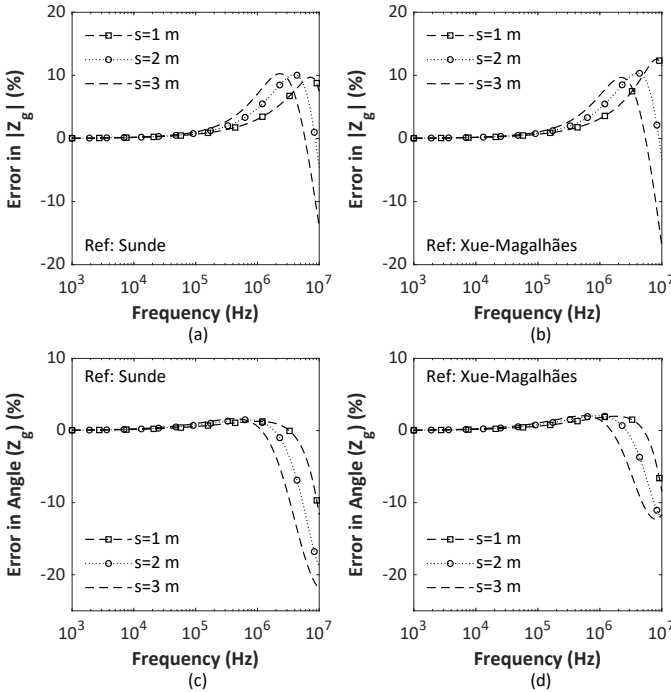 20
10
0
10
20
Error in |Z_g| (%)
s=1 m
s=2 m
s=3 m
Ref: Sunde
10^3 10^4 10^5 10^6 10^7
Frequency (Hz)
(a)
20
10
0
-10
-20
Error in |Z_g| (%)
s=1 m
s=2 m
s=3 m
Ref: Xue-Magalhães
10^3 10^4 10^5 10^6 10^7
Frequency (Hz)
(b)
10
0
-10
-20
Error in Angle (Z_g) (%)
Ref: Sunde
s=1 m
s=2 m
s=3 m
10^3 10^4 10^5 10^6 10^7
Frequency (Hz)
(c)
10
0
-10
-20
Error in Angle (Z_g) (%)
Ref: Xue-Magalhães
s=1 m
s=2 m
s=3 m
10^3 10^4 10^5 10^6 10^7
Frequency (Hz)
(d)